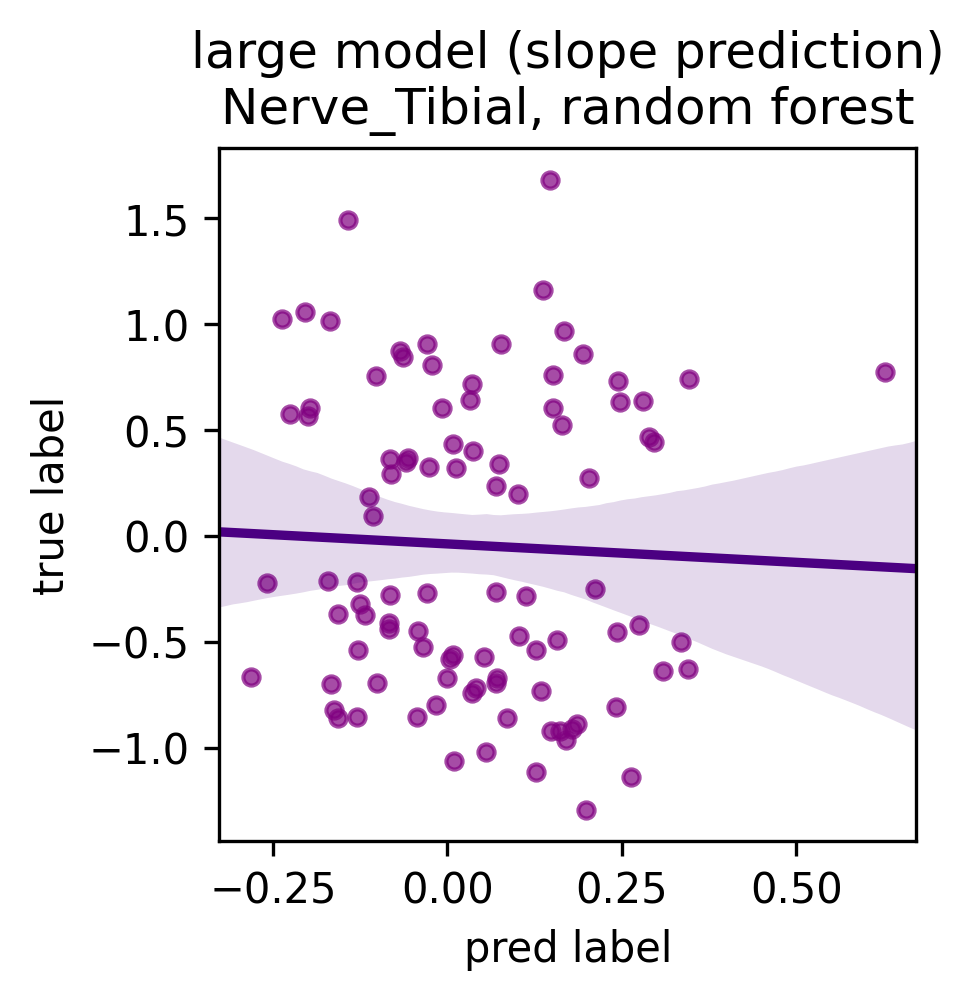 large model (slope prediction)
Nerve_Tibial, random forest
1.5
1.0
0.5
0.0
−0.5
−1.0
true label
−0.25
0.00
0.25
0.50
pred label